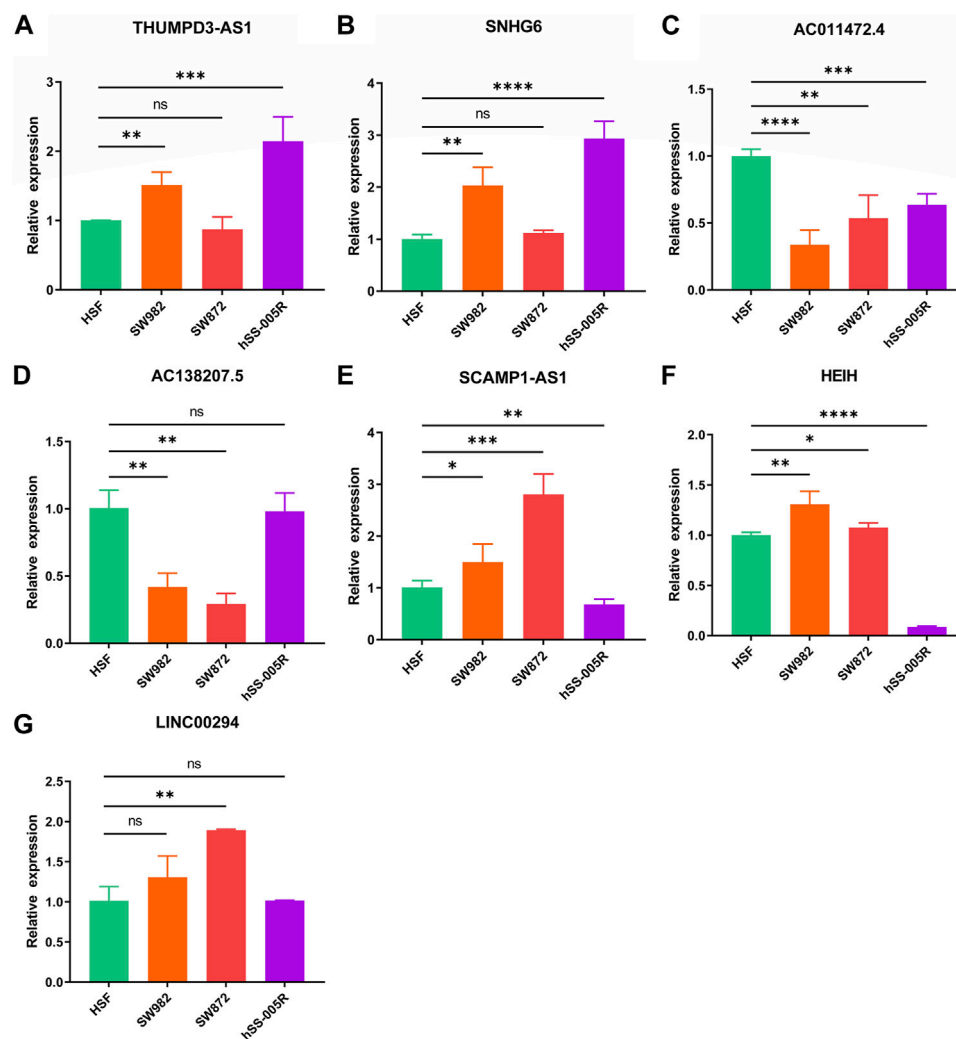 A
THUMPD3-AS1
Relative expression
3
2
1
0
***
ns
**
HSF
SW982
SW872
hSS-005R
B
SNHG6
Relative expression
4
3
2
1
0
****
ns
**
HSF
SW982
SW872
hSS-005R
C
AC011472.4
Relative expression
1.5
1.0
0.5
0.0
***
**
****
HSF
SW982
SW872
hSS-005R
D
AC138207.5
Relative expression
1.5
1.0
0.5
0.0
ns
**
**
HSF
SW982
SW872
hSS-005R
E
SCAMP1-AS1
Relative expression
4
3
2
1
0
**
***
*
HSF
SW982
SW872
hSS-005R
F
HEIH
Relative expression
2.0
1.5
1.0
0.5
0.0
****
*
**
HSF
SW982
SW872
hSS-005R
G
LINC00294
Relative expression
2.5
2.0
1.5
1.0
0.5
0.0
ns
**
ns
HSF
SW982
SW872
hSS-005R